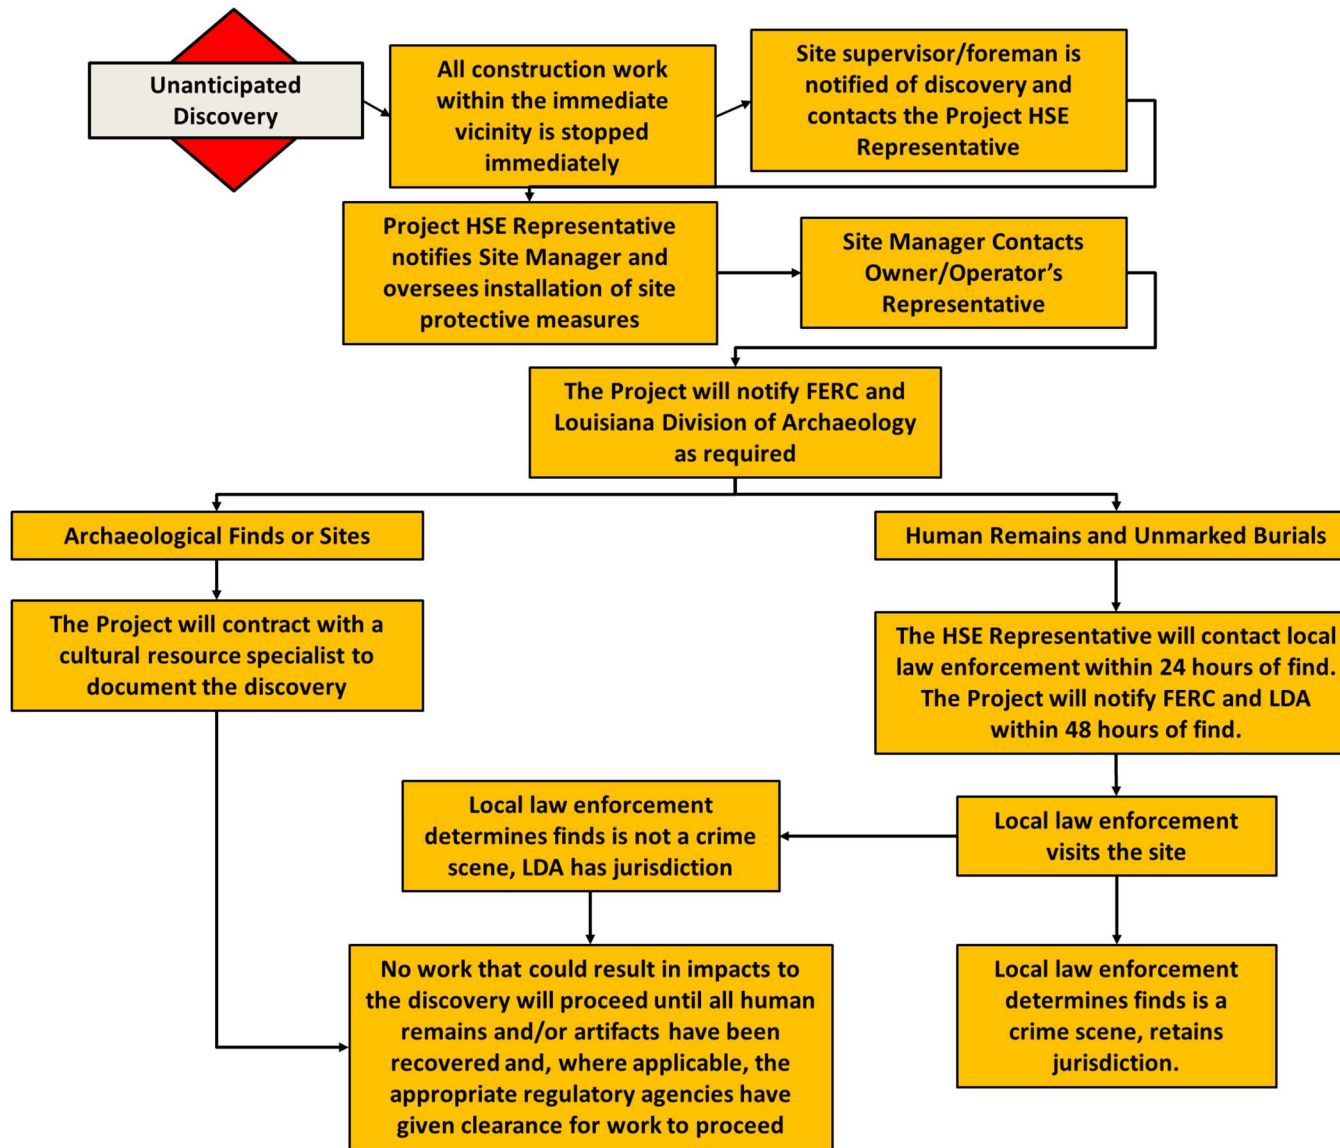 Unanticipated
Discovery
All construction work
within the immediate
vicinity is stopped
immediately
Site supervisor/foreman is
notified of discovery and
contacts the Project HSE
Representative
Project HSE Representative
notifies Site Manager and
oversees installation of site
protective measures
Site Manager Contacts
Owner/Operator’s
Representative
The Project will notify FERC and
Louisiana Division of Archaeology
as required
Archaeological Finds or Sites
Human Remains and Unmarked Burials
The Project will contract with a
cultural resource specialist to
document the discovery
The HSE Representative will contact local
law enforcement within 24 hours of find.
The Project will notify FERC and LDA
within 48 hours of find.
Local law enforcement
determines finds is not a crime
scene, LDA has jurisdiction
Local law enforcement
visits the site
No work that could result in impacts to
the discovery will proceed until all human
remains and/or artifacts have been
recovered and, where applicable, the
appropriate regulatory agencies have
given clearance for work to proceed
Local law enforcement
determines finds is a
crime scene, retains
jurisdiction.